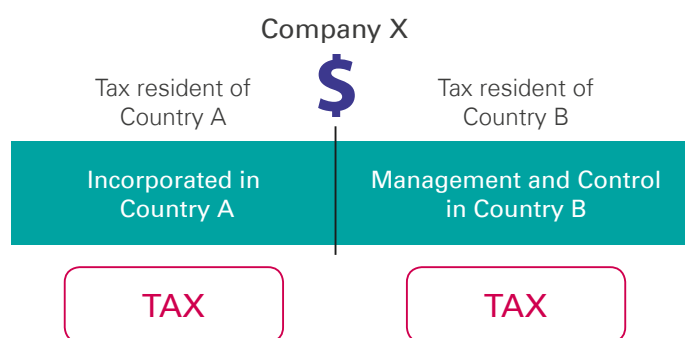 Company X
$
Tax resident of
Country A
Tax resident of
Country B
Incorporated in
Country A
Management and Control
in Country B
TAX
TAX